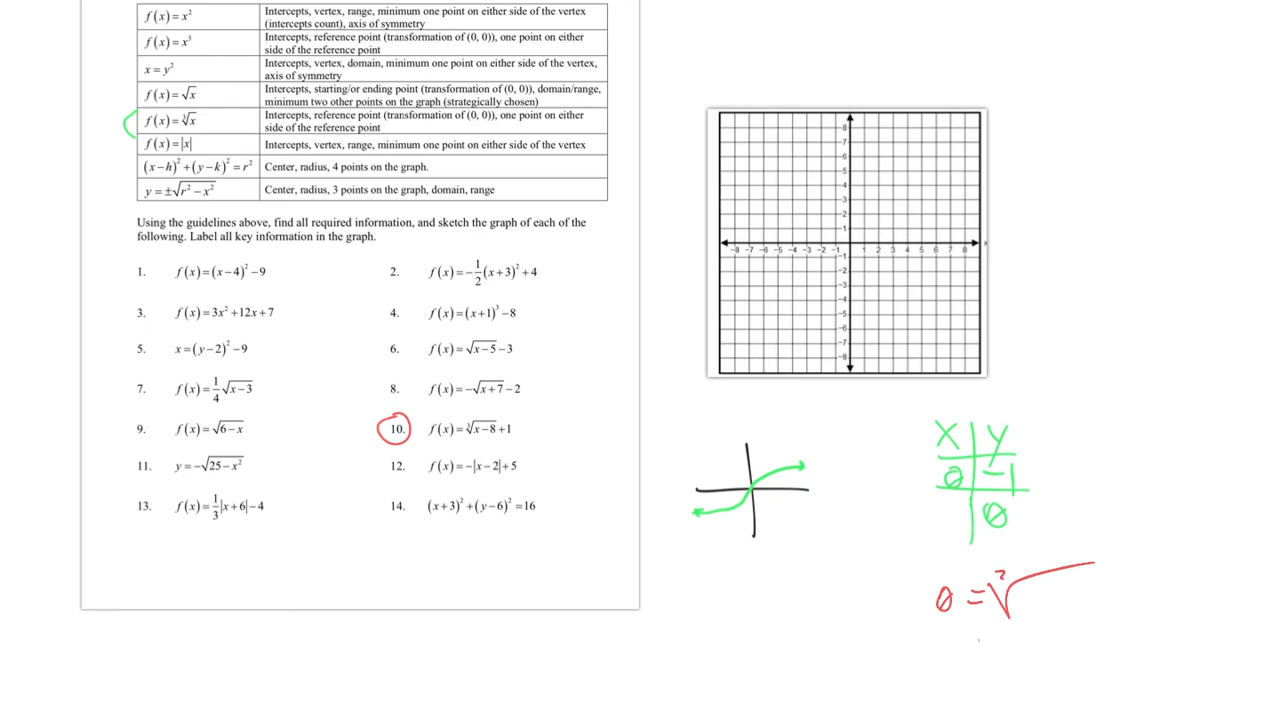 f(x)=x² Intercepts, vertex, range, minimum one point on either side of the vertex
(intercepts count), axis of symmetry
f(x)=x³ Intercepts, reference point (transformation of (0, 0)), one point on either
side of the reference point
x=y² Intercepts, vertex, domain, minimum one point on either side of the vertex,
axis of symmetry
f(x)=√x Intercepts, starting/or ending point (transformation of (0, 0)), domain/range,
minimum two other points on the graph (strategically chosen)
f(x)=∛x Intercepts, reference point (transformation of (0, 0)), one point on either
side of the reference point
f(x)=|x| Intercepts, vertex, range, minimum one point on either side of the vertex
(x−h)²+(y−k)²=r² Center, radius, 4 points on the graph.
y=±√(r²−x²) Center, radius, 3 points on the graph, domain, range
Using the guidelines above, find all required information, and sketch the graph of each of the
following. Label all key information in the graph.
1. f(x)=(x−4)²−9
2. f(x)=−1/2(x+3)²+4
3. f(x)=3x²+12x+7
4. f(x)=(x+1)³−8
5. x=(y−2)²−9
6. f(x)=√(x−5)−3
7. f(x)=1/4√(x−3)
8. f(x)=−√(x+7)−2
9. f(x)=√(6−x)
10. f(x)=∛(x−8)+1
11. y=−√(25−x²)
12. f(x)=−|x−2|+5
13. f(x)=1/3|x+6|−4
14. (x+3)²+(y−6)²=16
8
7
6
5
4
3
2
1
-8 -7 -6 -5 -4 -3 -2 -1 1 2 3 4 5 6 7 8 x
-1
-2
-3
-4
-5
-6
-7
-8
X y
0 -1
0
0 = ∛